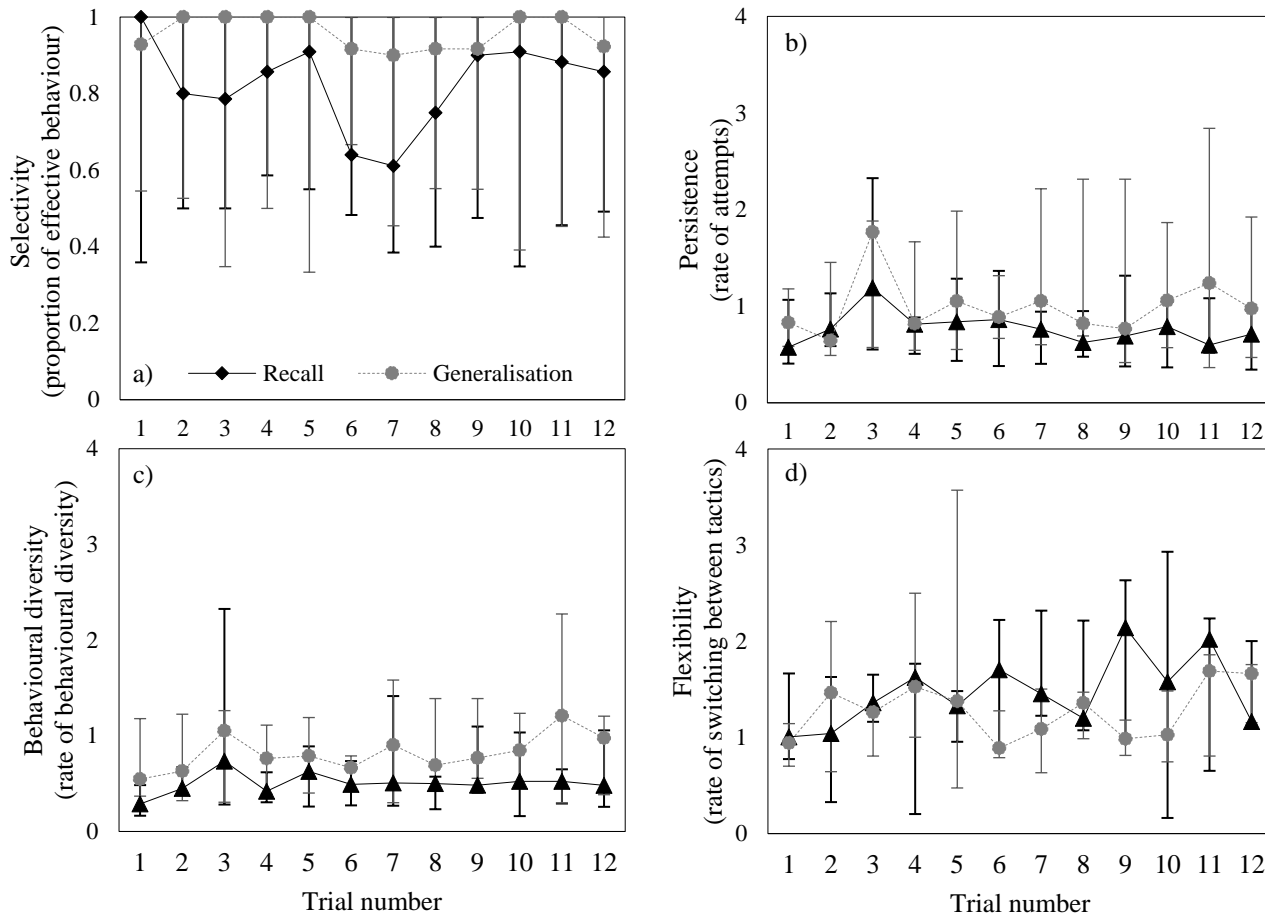 Selectivity
(proportion of effective behaviour)
1
0.8
0.6
0.4
0.2
0
a)
Recall
Generalisation
1 2 3 4 5 6 7 8 9 10 11 12
Persistence
(rate of attempts)
4
3
2
1
0
b)
1 2 3 4 5 6 7 8 9 10 11 12
Behavioural diversity
(rate of behavioural diversity)
4
3
2
1
0
c)
1 2 3 4 5 6 7 8 9 10 11 12
Trial number
Flexibility
(rate of switching between tactics)
4
3
2
1
0
d)
1 2 3 4 5 6 7 8 9 10 11 12
Trial number